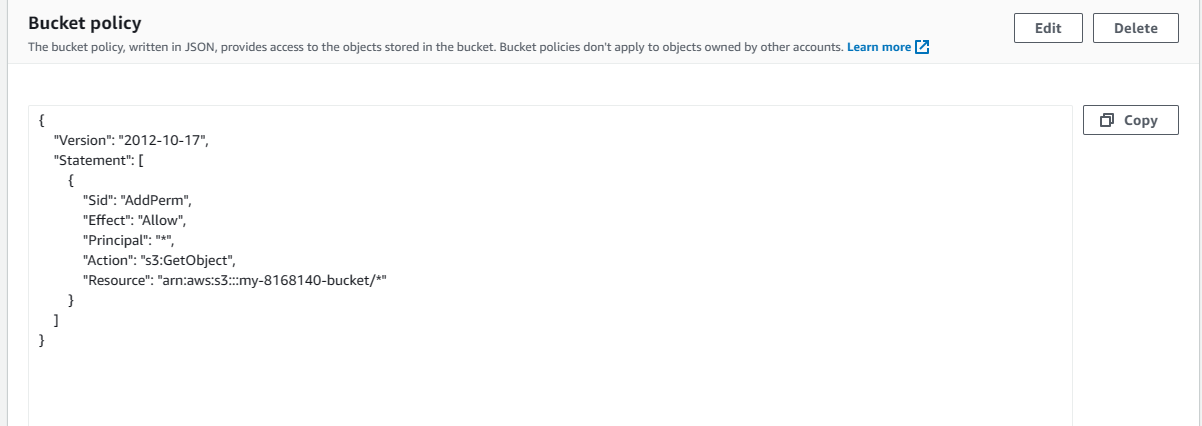 Bucket policy
Edit
Delete
The bucket policy, written in JSON, provides access to the objects stored in the bucket. Bucket policies don't apply to objects owned by other accounts. Learn more
Copy
{
    "Version": "2012-10-17",
    "Statement": [
        {
            "Sid": "AddPerm",
            "Effect": "Allow",
            "Principal": "*",
            "Action": "s3:GetObject",
            "Resource": "arn:aws:s3:::my-8168140-bucket/*"
        }
    ]
}